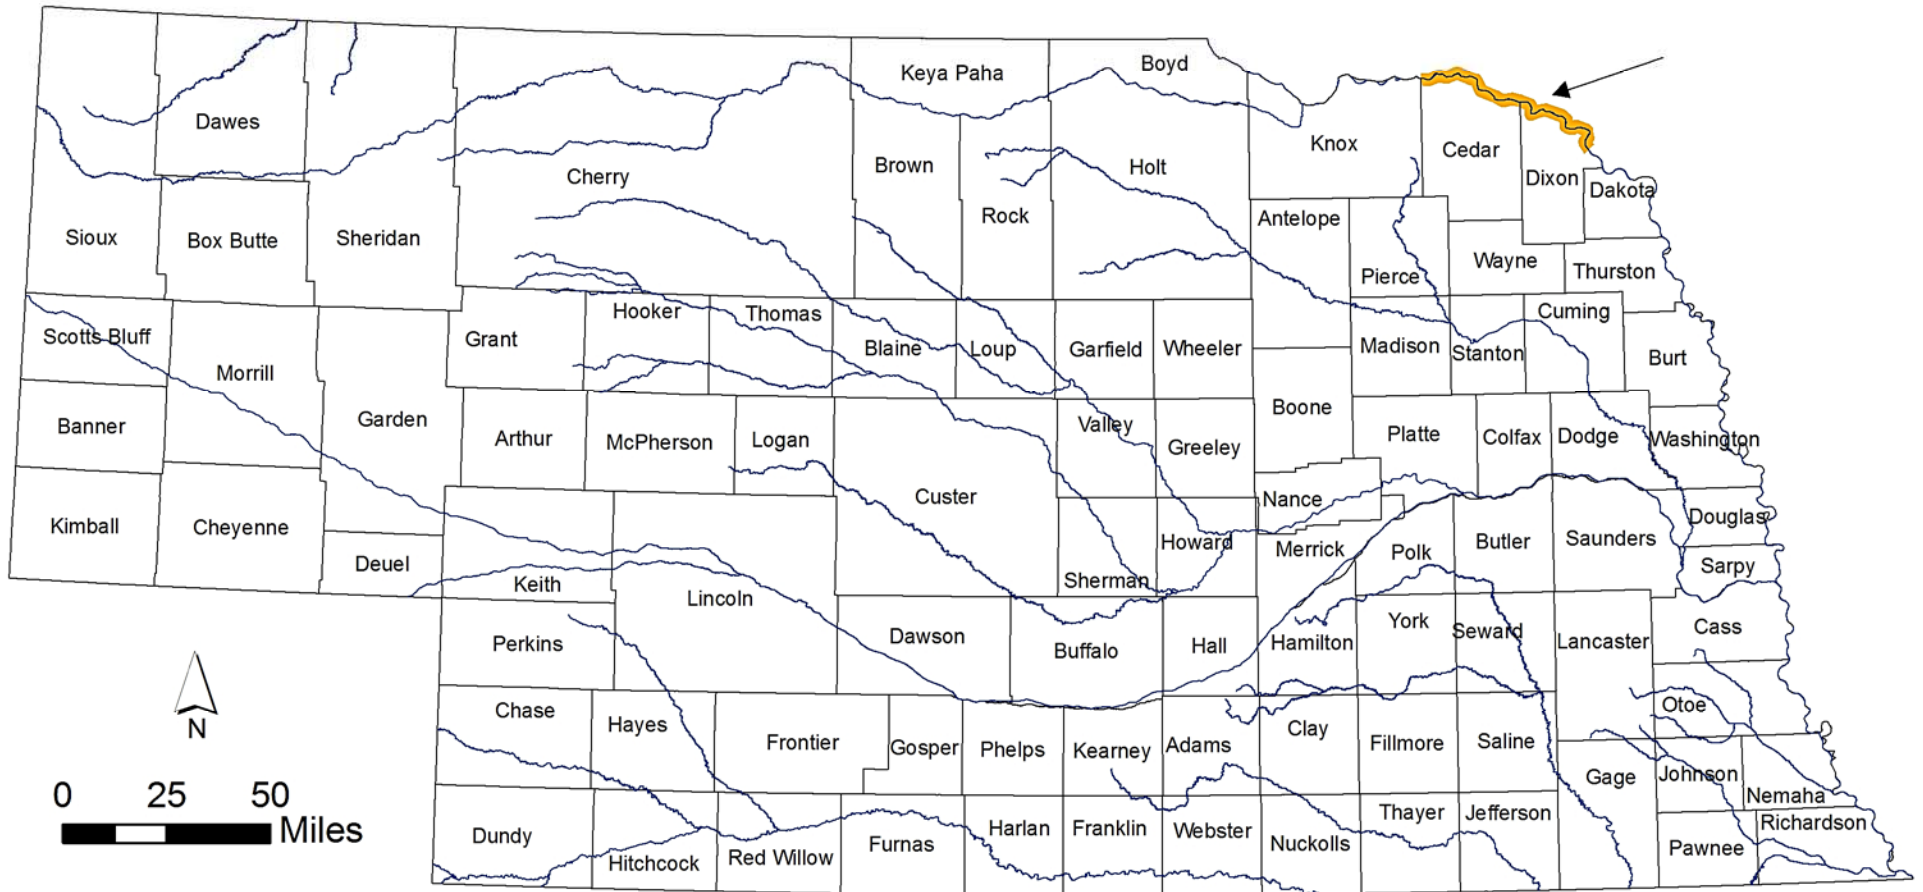 Keya Paha
Boyd
Dawes
Knox
Cedar
Cherry
Brown
Holt
Dixon
Dakota
Rock
Antelope
Sioux
Box Butte
Sheridan
Wayne
Thurston
Pierce
Scotts Bluff
Hooker
Thomas
Cuming
Grant
Blaine
Loup
Garfield
Wheeler
Madison
Stanton
Burt
Morrill
Banner
Garden
Arthur
McPherson
Logan
Valley
Greeley
Boone
Platte
Colfax
Dodge
Washington
Custer
Nance
Kimball
Cheyenne
Douglas
Howard
Merrick
Polk
Butler
Saunders
Deuel
Keith
Lincoln
Sherman
Sarpy
Perkins
Dawson
Buffalo
Hall
Hamilton
York
Seward
Lancaster
Cass
N
Chase
Hayes
Frontier
Gosper
Phelps
Kearney
Adams
Clay
Fillmore
Saline
Otoe
Gage
Johnson
Nemaha
0 25 50
Miles
Dundy
Hitchcock
Red Willow
Furnas
Harlan
Franklin
Webster
Nuckolls
Thayer
Jefferson
Pawnee
Richardson